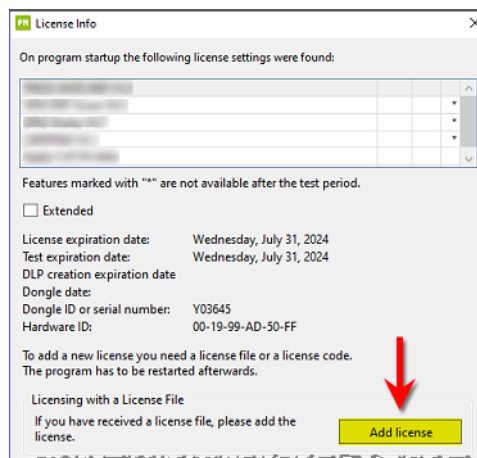 PM License Info
On program startup the following license settings were found:
*
*
*
Features marked with "*" are not available after the test period.
Extended
License expiration date: Wednesday, July 31, 2024
Test expiration date: Wednesday, July 31, 2024
DLP creation expiration date
Dongle date:
Dongle ID or serial number: Y03645
Hardware ID: 00-19-99-AD-50-FF
To add a new license you need a license file or a license code.
The program has to be restarted afterwards.
Licensing with a License File
If you have received a license file, please add the
license.
Add license